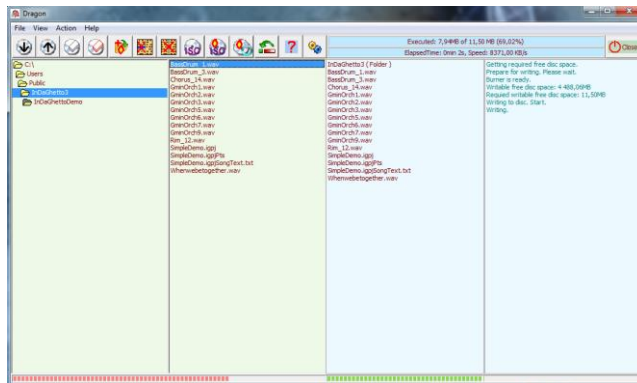 Dragon
File View Action Help
Executed: 7,94MB of 11,50 MB (69,02%)
ElapsedTime: 0min 2s, Speed: 8371,00 KB/s
Close
C:\
Users
Public
InDaGhetto3
InDaGhettoDemo
BassDrum_1.wav
BassDrum_3.wav
Chorus_14.wav
GminOrch1.wav
GminOrch2.wav
GminOrch3.wav
GminOrch5.wav
GminOrch6.wav
GminOrch7.wav
GminOrch9.wav
Rim_12.wav
SimpleDemo.igpj
SimpleDemo.igpjPts
SimpleDemo.igpjSongText.txt
Whenwebetogether.wav
InDaGhetto3 ( Folder )
BassDrum_1.wav
BassDrum_3.wav
Chorus_14.wav
GminOrch1.wav
GminOrch2.wav
GminOrch3.wav
GminOrch5.wav
GminOrch6.wav
GminOrch7.wav
GminOrch9.wav
Rim_12.wav
SimpleDemo.igpj
SimpleDemo.igpjPts
SimpleDemo.igpjSongText.txt
Whenwebetogether.wav
Getting required free disc space.
Prepare for writing. Please wait.
Burner is ready.
Writable free disc space: 4 488,06MB
Required writable free disc space: 11,50MB
Writing to disc. Start.
Writing.